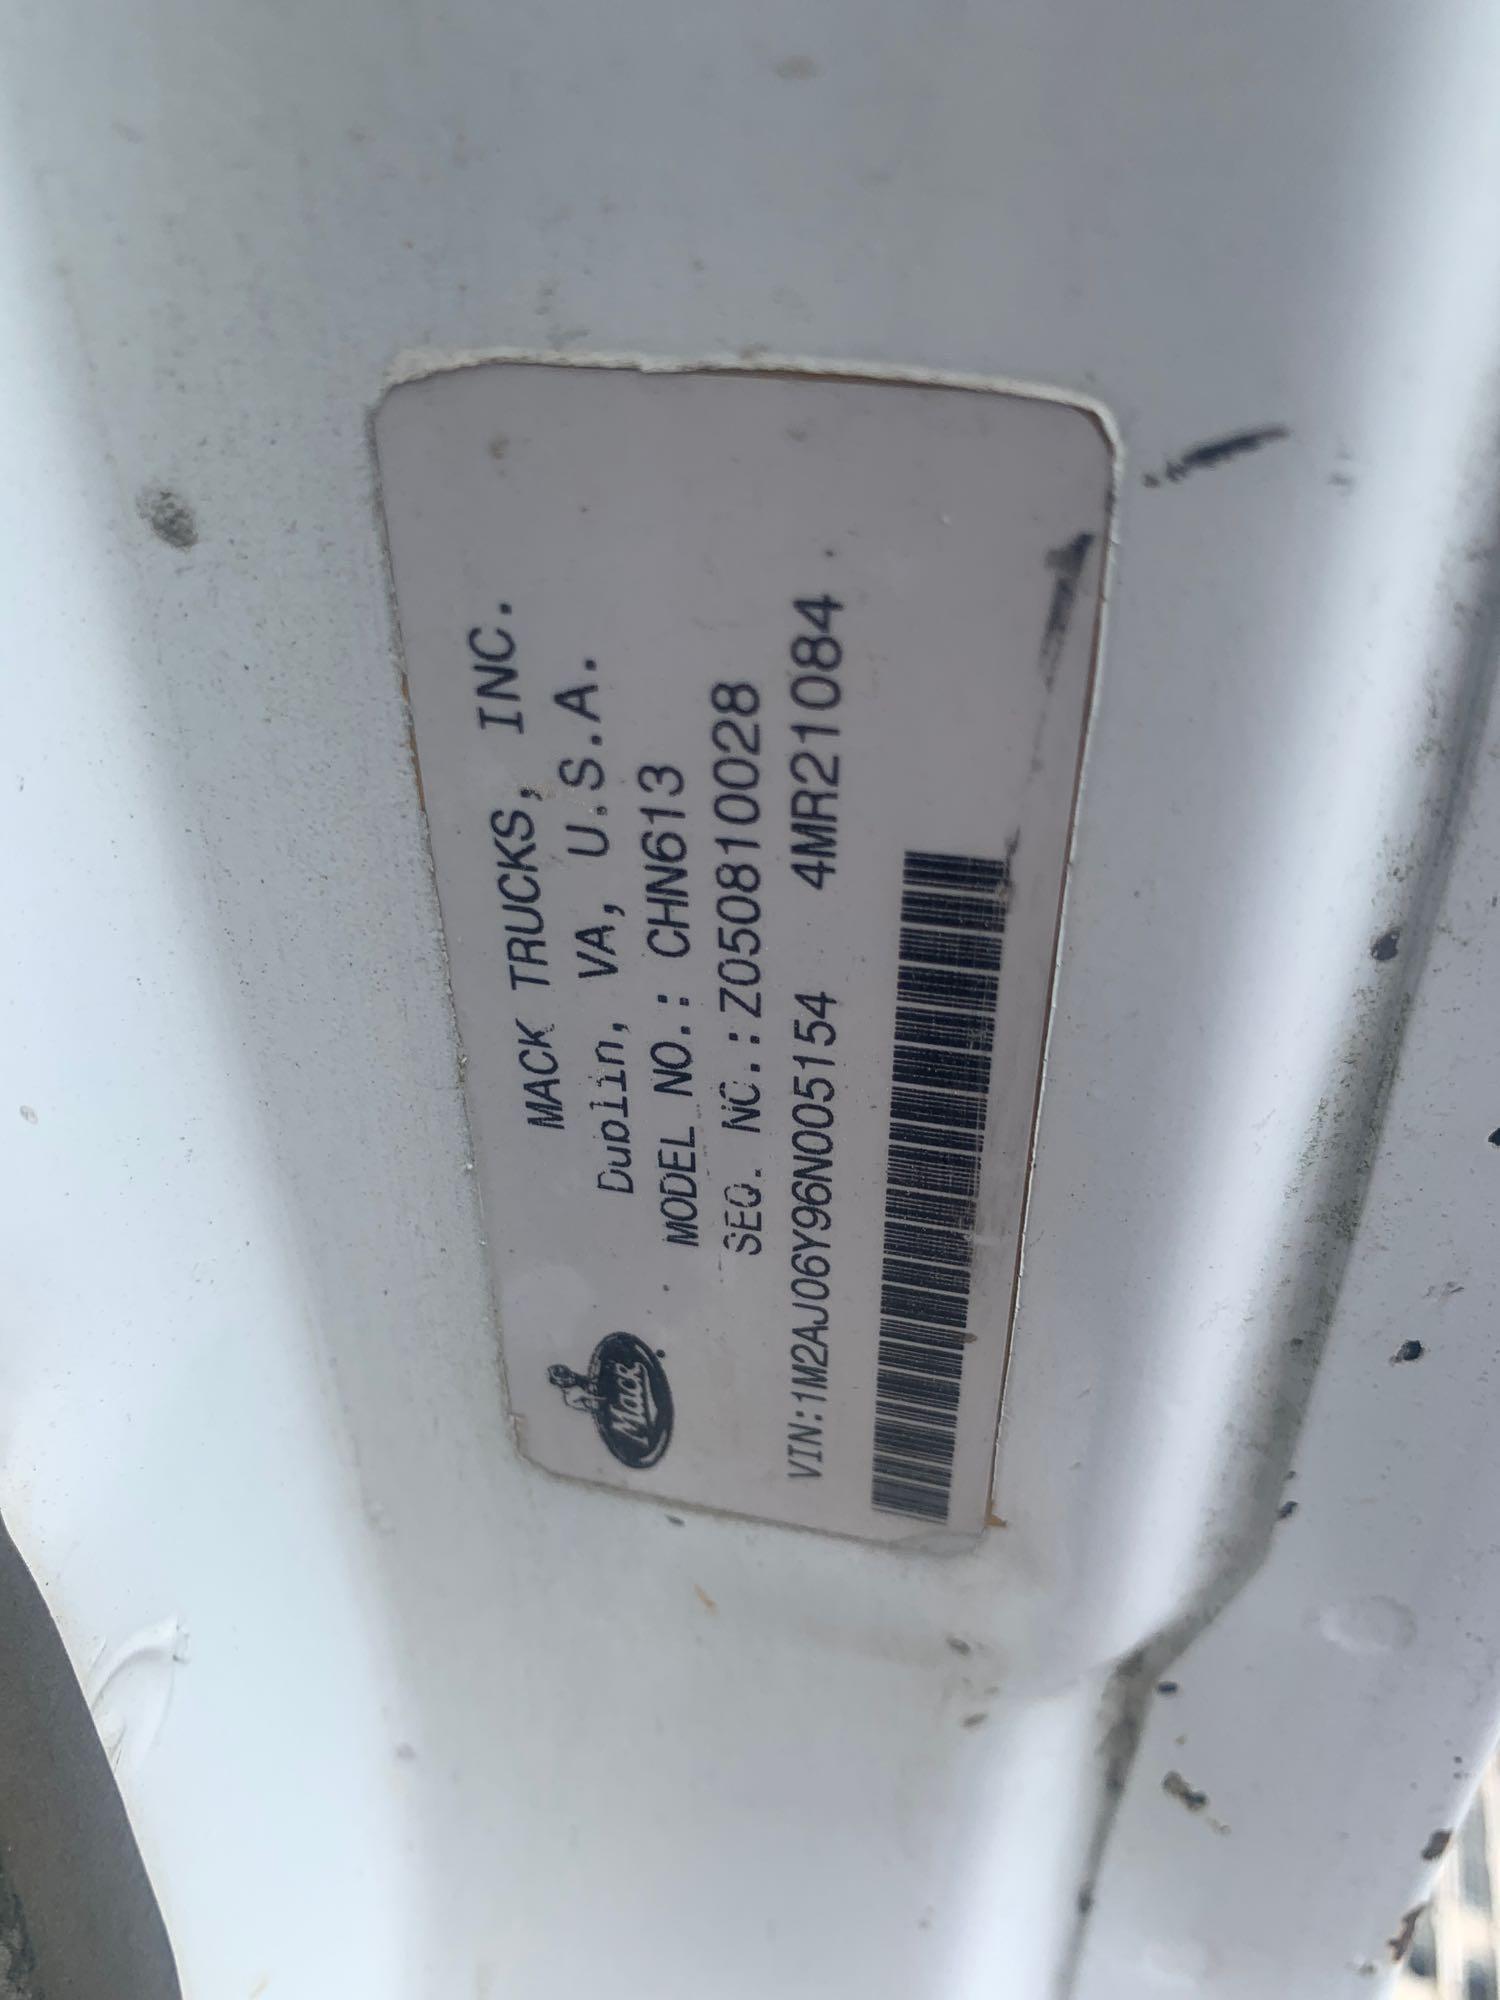 MACK TRUCKS, INC.
Dublin, VA, U.S.A.
MODEL NO.: CHN613
SEQ. NO.: Z050810028
VIN:1M2AJ06Y96N005154 4MR21084
Mack